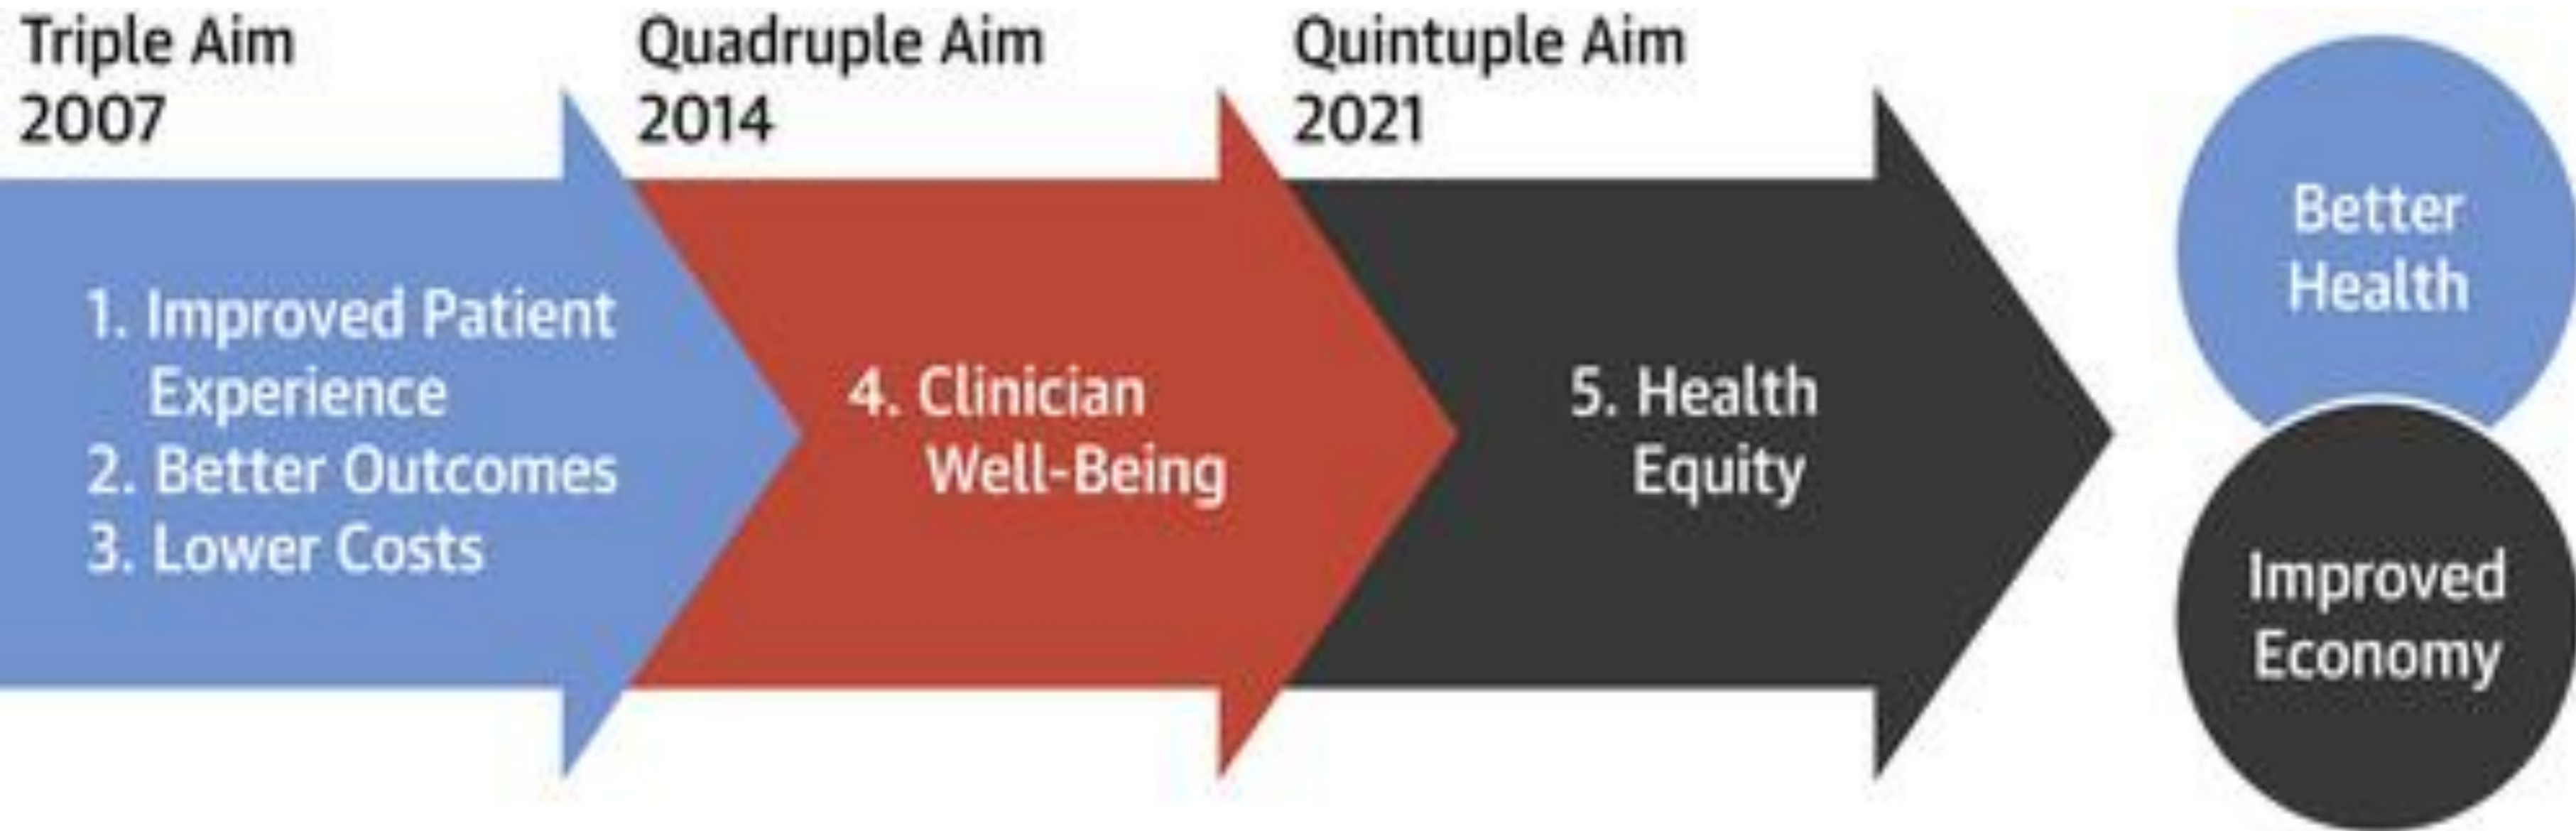 Triple Aim
2007
1. Improved Patient
Experience
2. Better Outcomes
3. Lower Costs
Quadruple Aim
2014
4. Clinician
Well-Being
Quintuple Aim
2021
5. Health
Equity
Better
Health
Improved
Economy